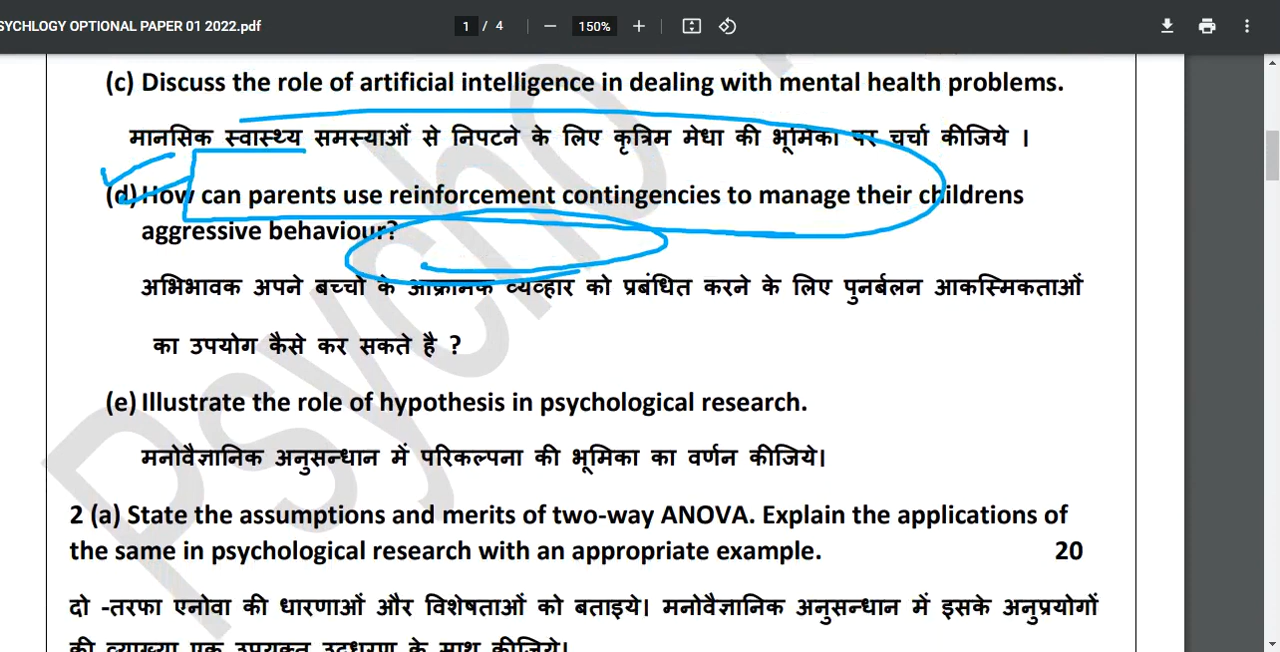 SYCHLOGY OPTIONAL PAPER 01 2022.pdf
1 / 4
150%
(c) Discuss the role of artificial intelligence in dealing with mental health problems.
मानसिक स्वास्थ्य समस्याओं से निपटने के लिए कृत्रिम मेधा की भूमिका पर चर्चा कीजिये ।
(d) How can parents use reinforcement contingencies to manage their childrens
aggressive behaviour?
अभिभावक अपने बच्चो के आक्रामक व्यव्हार को प्रबंधित करने के लिए पुनर्बलन आकस्मिकताओं
का उपयोग कैसे कर सकते है ?
(e) Illustrate the role of hypothesis in psychological research.
मनोवैज्ञानिक अनुसन्धान में परिकल्पना की भूमिका का वर्णन कीजिये।
2 (a) State the assumptions and merits of two-way ANOVA. Explain the applications of
the same in psychological research with an appropriate example. 20
दो -तरफा एनोवा की धारणाओं और विशेषताओं को बताइये। मनोवैज्ञानिक अनुसन्धान में इसके अनुप्रयोगों
की व्याख्या एक उपयुक्त उदहरण के साथ कीजिये।
Psycho